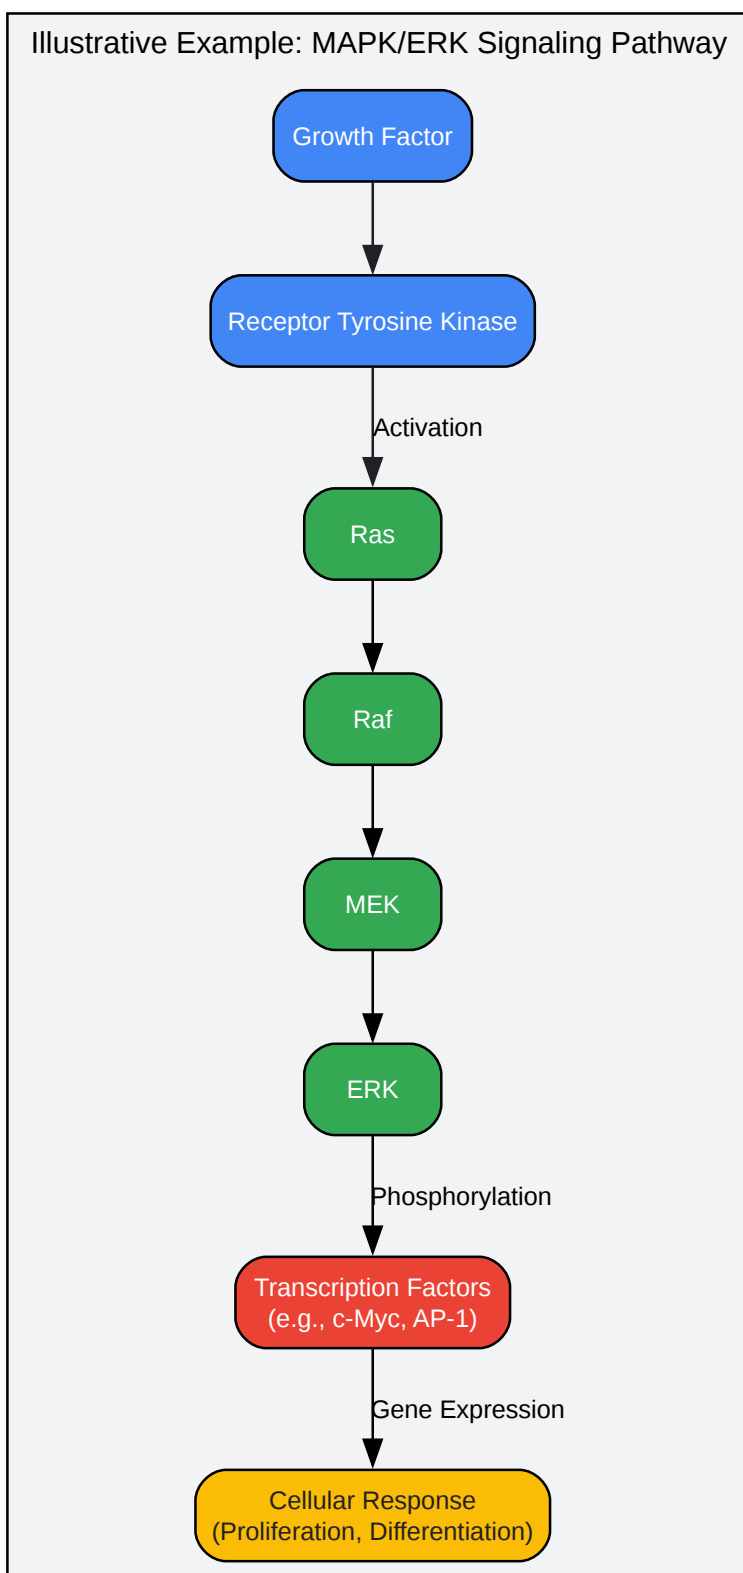 Illustrative Example: MAPK/ERK Signaling Pathway
Growth Factor
Receptor Tyrosine Kinase
Activation
Ras
Raf
MEK
ERK
Phosphorylation
Transcription Factors
(e.g., c-Myc, AP-1)
Gene Expression
Cellular Response
(Proliferation, Differentiation)